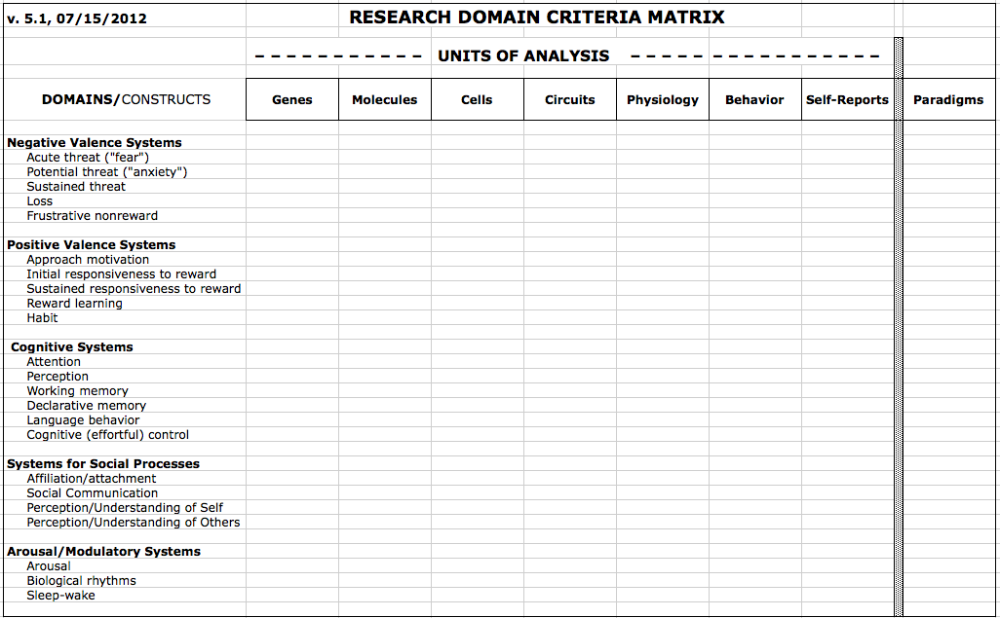 v. 5.1, 07/15/2012 RESEARCH DOMAIN CRITERIA MATRIX
– – – – – – – – – – – UNITS OF ANALYSIS – – – – – – – – – – – – – – – –
DOMAINS/CONSTRUCTS Genes Molecules Cells Circuits Physiology Behavior Self-Reports Paradigms
Negative Valence Systems
Acute threat ("fear")
Potential threat ("anxiety")
Sustained threat
Loss
Frustrative nonreward
Positive Valence Systems
Approach motivation
Initial responsiveness to reward
Sustained responsiveness to reward
Reward learning
Habit
Cognitive Systems
Attention
Perception
Working memory
Declarative memory
Language behavior
Cognitive (effortful) control
Systems for Social Processes
Affiliation/attachment
Social Communication
Perception/Understanding of Self
Perception/Understanding of Others
Arousal/Modulatory Systems
Arousal
Biological rhythms
Sleep-wake